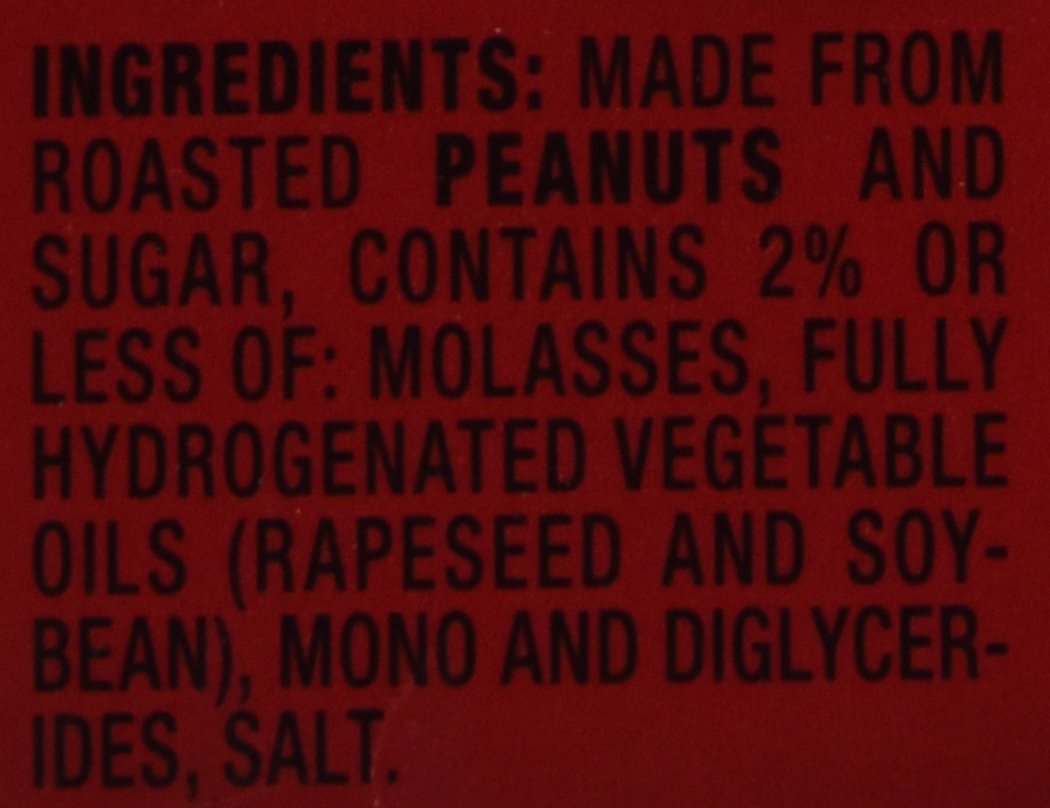 INGREDIENTS: MADE FROM
ROASTED PEANUTS AND
SUGAR, CONTAINS 2% OR
LESS OF: MOLASSES, FULLY
HYDROGENATED VEGETABLE
OILS (RAPESEED AND SOY-
BEAN), MONO AND DIGLYCER-
IDES, SALT.